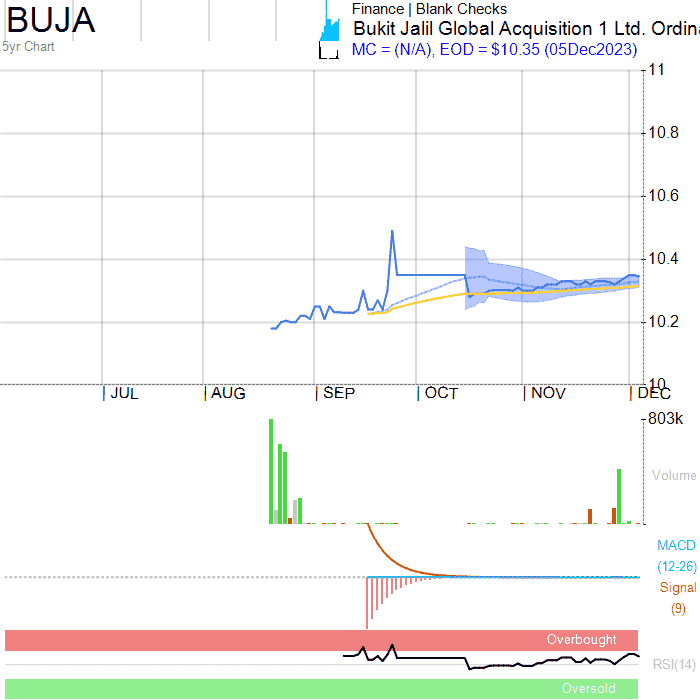 BUJA
5yr Chart
Finance | Blank Checks
Bukit Jalil Global Acquisition 1 Ltd. Ordina
MC = (N/A), EOD = $10.35 (05Dec2023)
11
10.8
10.6
10.4
10.2
10
JUL
AUG
SEP
OCT
NOV
DEC
803k
Volume
MACD
(12-26)
Signal
(9)
Overbought
RSI(14)
Oversold